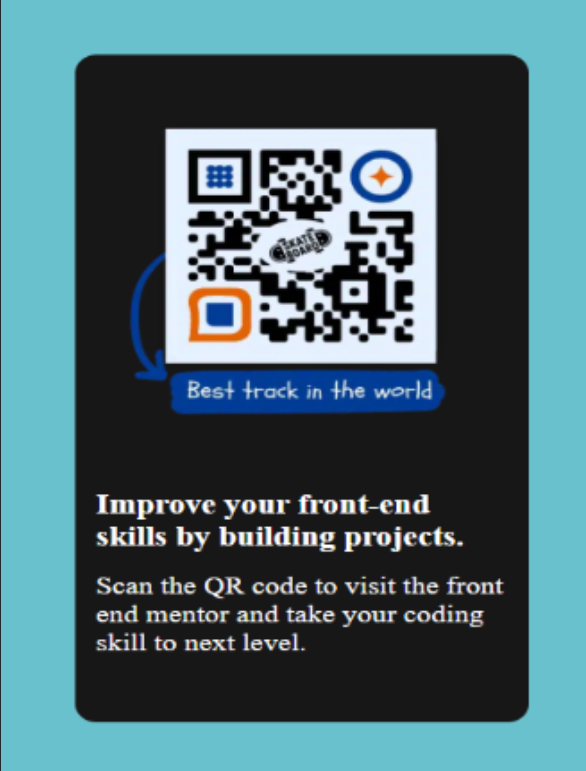 SKATE
BOARD
Best track in the world
Improve your front-end
skills by building projects.
Scan the QR code to visit the front
end mentor and take your coding
skill to next level.